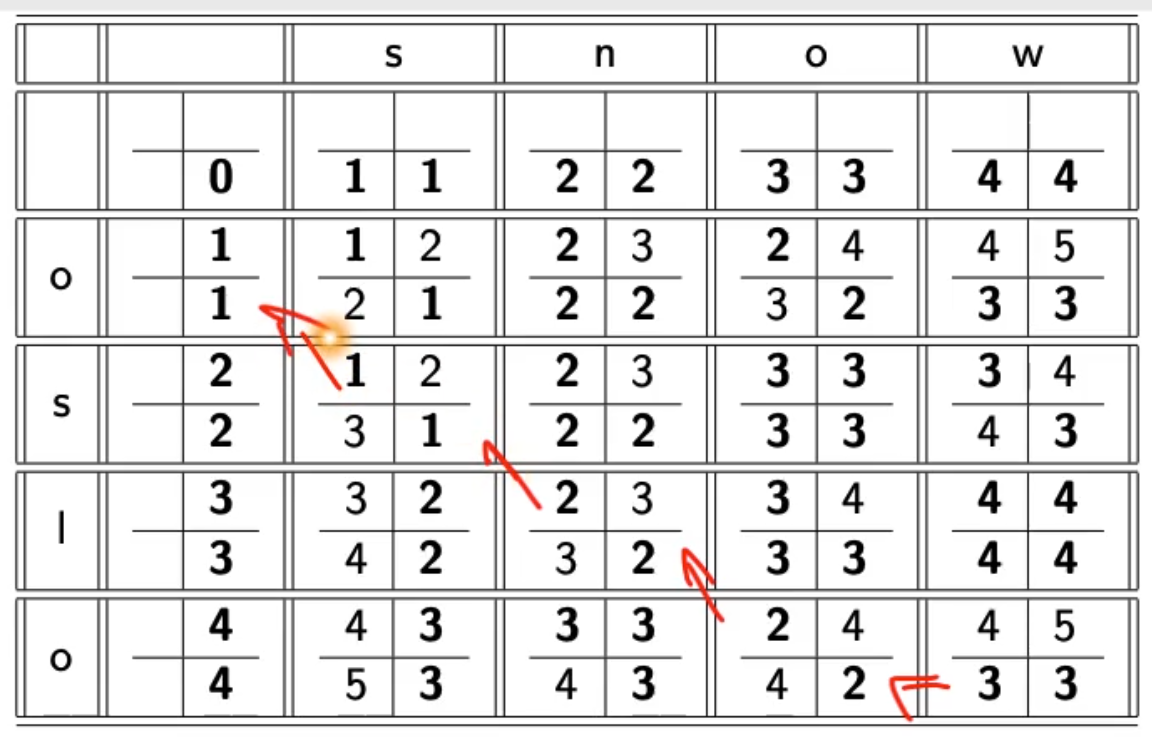 s n o w
0 1 1 2 2 3 3 4 4
1 1 2 2 3 2 4 4 5
o
1 2 1 2 2 3 2 3 3
2 1 2 2 3 3 3 3 4
s
2 3 1 2 2 3 3 4 3
3 3 2 2 3 3 4 4 4
l
3 4 2 3 2 3 3 4 4
4 4 3 3 3 2 4 4 5
o
4 5 3 4 3 4 2 3 3